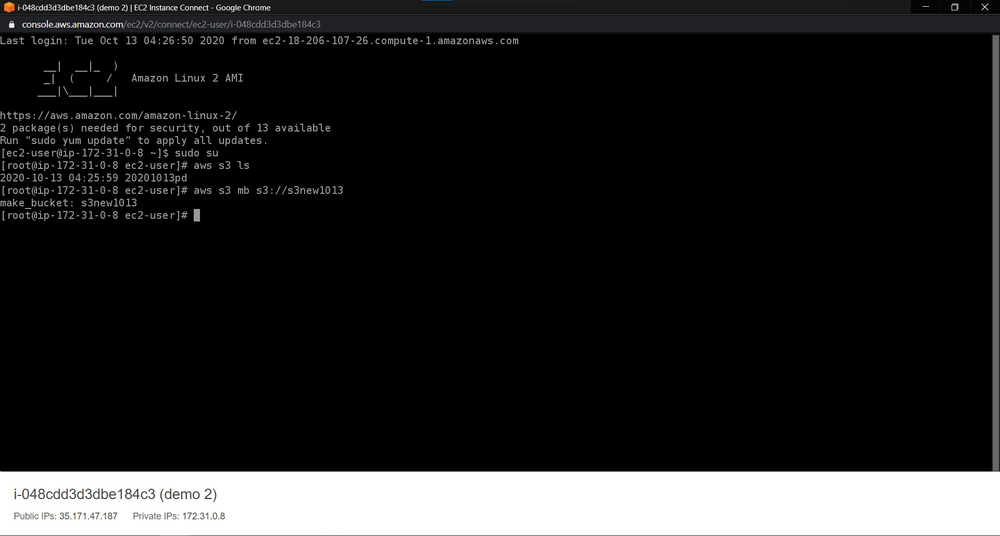 i-048cdd3d3dbe184c3 (demo 2) | EC2 Instance Connect - Google Chrome
console.aws.amazon.com/ec2/v2/connect/ec2-user/i-048cdd3d3dbe184c3
Last login: Tue Oct 13 04:26:50 2020 from ec2-18-206-107-26.compute-1.amazonaws.com
       __|  __|_  )
       _|  (     /   Amazon Linux 2 AMI
      ___|\___|___|
https://aws.amazon.com/amazon-linux-2/
2 package(s) needed for security, out of 13 available
Run "sudo yum update" to apply all updates.
[ec2-user@ip-172-31-0-8 ~]$ sudo su
[root@ip-172-31-0-8 ec2-user]# aws s3 ls
2020-10-13 04:25:59 20201013pd
[root@ip-172-31-0-8 ec2-user]# aws s3 mb s3://s3new1013
make_bucket: s3new1013
[root@ip-172-31-0-8 ec2-user]#
i-048cdd3d3dbe184c3 (demo 2)
Public IPs: 35.171.47.187 Private IPs: 172.31.0.8